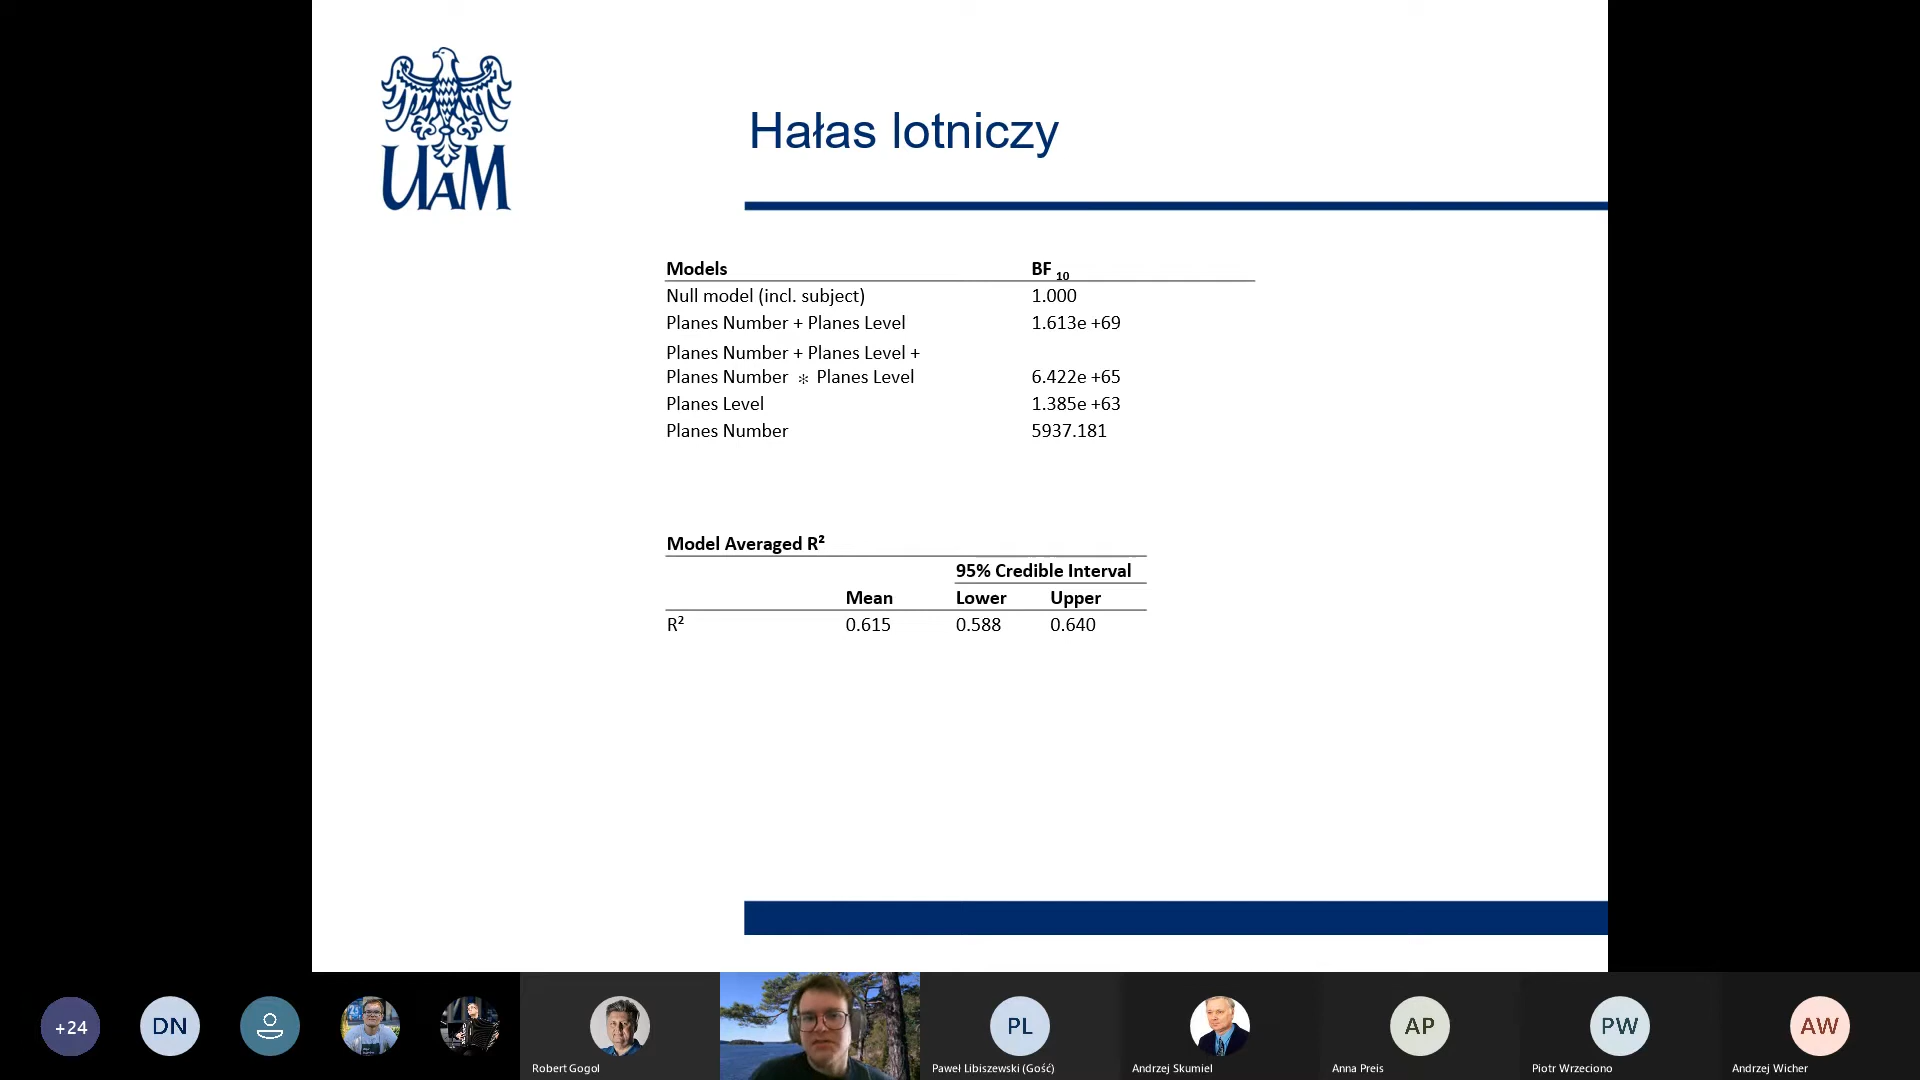 UAM
Hałas lotniczy
Models BF 10
Null model (incl. subject) 1.000
Planes Number + Planes Level 1.613e +69
Planes Number + Planes Level +
Planes Number ∗ Planes Level 6.422e +65
Planes Level 1.385e +63
Planes Number 5937.181
Model Averaged R²
95% Credible Interval
Mean Lower Upper
R² 0.615 0.588 0.640
+24 DN PL AP PW AW
Robert Gogol Paweł Libiszewski (Gość) Andrzej Skumiel Anna Preis Piotr Wrzeciono Andrzej Wicher